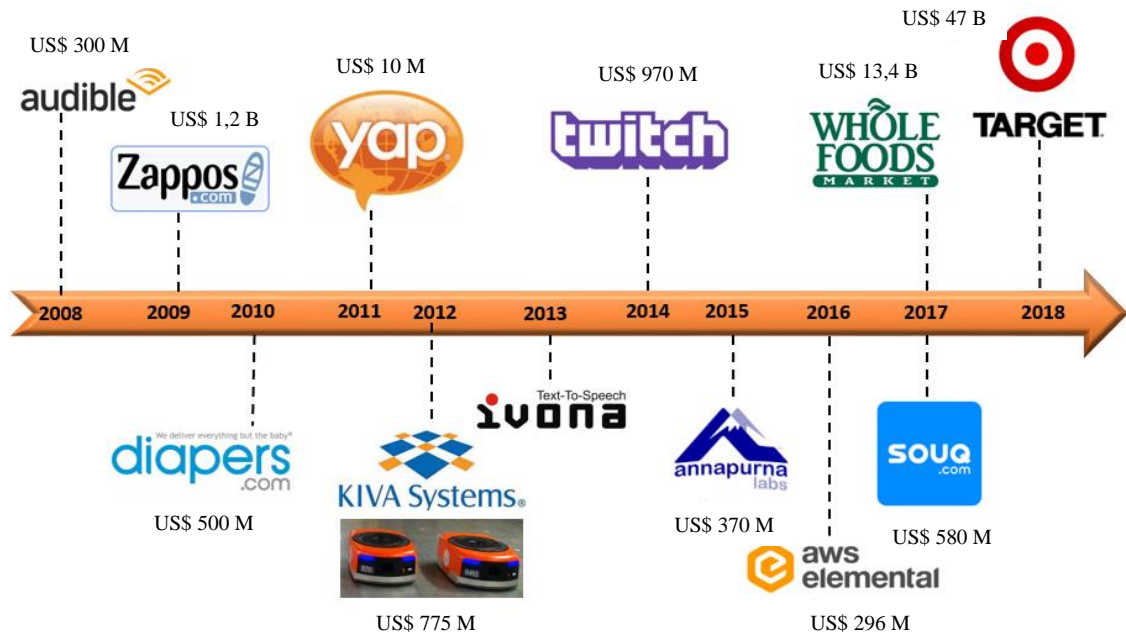 US$ 300 M
audible
US$ 1,2 B
Zappos
.com
US$ 10 M
yap
US$ 970 M
twitch
US$ 13,4 B
WHOLE
FOODS
MARKET
US$ 47 B
TARGET
2008 2009 2010 2011 2012 2013 2014 2015 2016 2017 2018
We deliver everything but the baby®
diapers
.com
US$ 500 M
KIVA Systems®
US$ 775 M
Text-To-Speech
ivona
annapurna
labs
US$ 370 M
aws
elemental
US$ 296 M
souq
.com
US$ 580 M